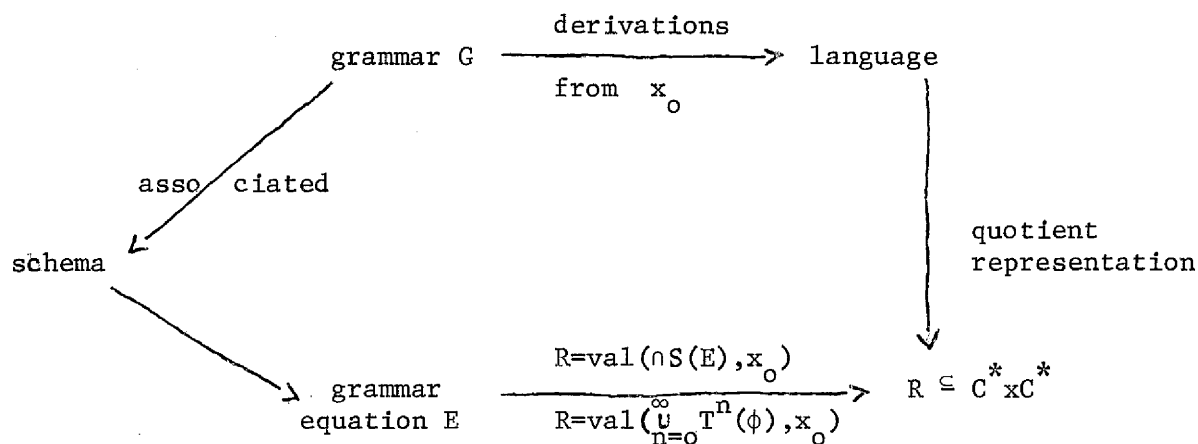 derivations
grammar G
language
from x_o
asso ciated
quotient
representation
schema
R=val(∩S(E),x_o)
grammar
equation E
R ⊆ C*xC*
R=val(∪_{n=o}^{∞} T^n(φ),x_o)